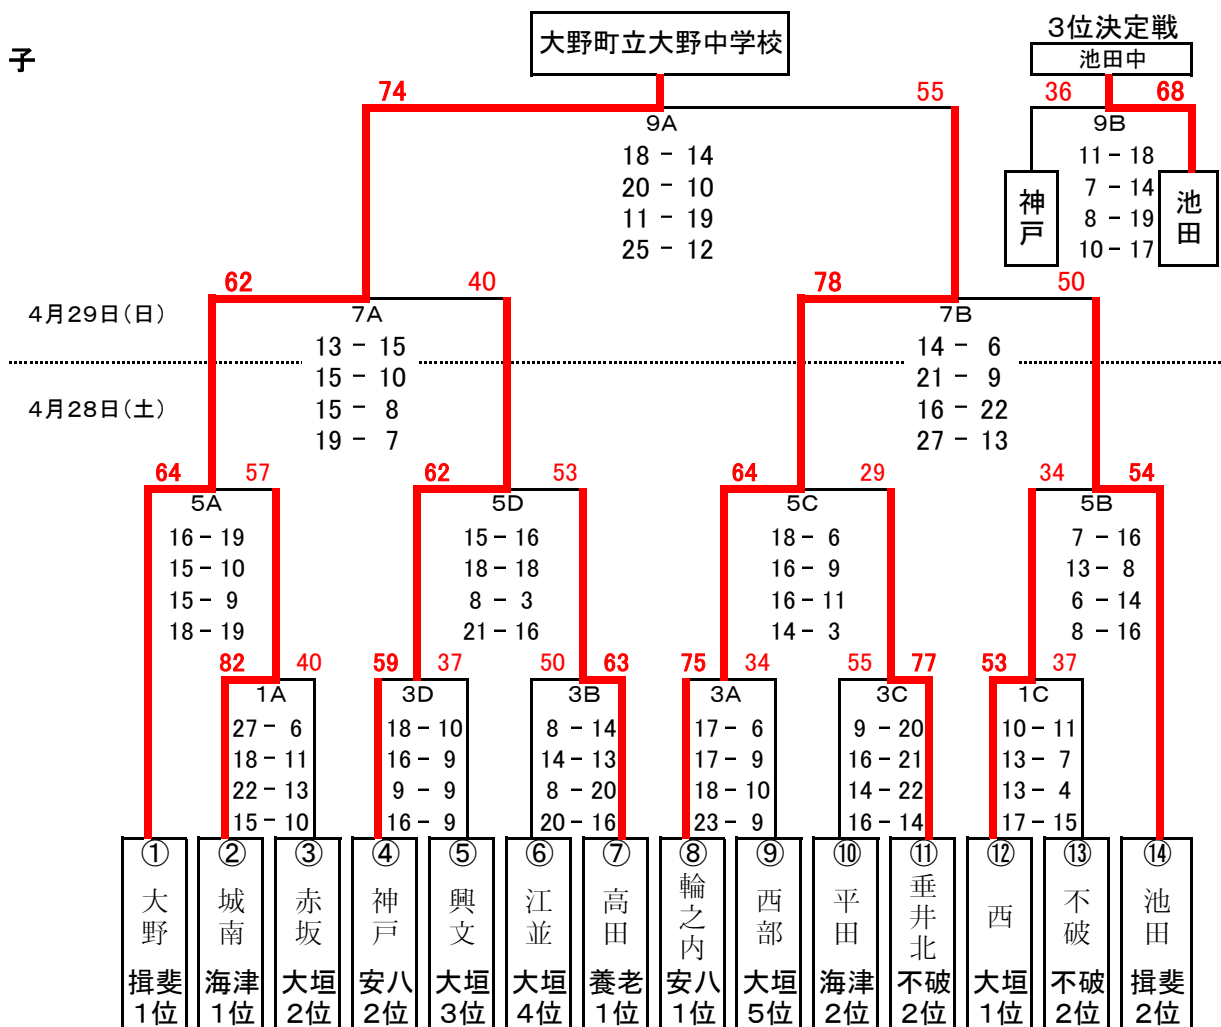 子
大野町立大野中学校
3位決定戦
池田中
74
55
36
68
9A
9B
18 - 14
20 - 10
11 - 19
25 - 12
11 - 18
7 - 14
8 - 19
10 - 17
神戸
池田
62
40
78
50
4月29日(日)
7A
7B
13 - 15
15 - 10
15 - 8
19 - 7
14 - 6
21 - 9
16 - 22
27 - 13
4月28日(土)
64
57
62
53
64
29
34
54
5A
5D
5C
5B
16 - 19
15 - 10
15 - 9
18 - 19
15 - 16
18 - 18
8 - 3
21 - 16
18 - 6
16 - 9
16 - 11
14 - 3
7 - 16
13 - 8
6 - 14
8 - 16
82
40
59
37
50
63
75
34
55
77
53
37
1A
3D
3B
3A
3C
1C
27 - 6
18 - 11
22 - 13
15 - 10
18 - 10
16 - 9
9 - 9
16 - 9
8 - 14
14 - 13
8 - 20
20 - 16
17 - 6
17 - 9
18 - 10
23 - 9
9 - 20
16 - 21
14 - 22
16 - 14
10 - 11
13 - 7
13 - 4
17 - 15
①
大野
揖斐
1位
②
城南
海津
1位
③
赤坂
大垣
2位
④
神戸
安八
2位
⑤
興文
大垣
3位
⑥
江並
大垣
4位
⑦
高田
養老
1位
⑧
輪之内
安八
1位
⑨
西部
大垣
5位
⑩
平田
海津
2位
⑪
垂井北
不破
2位
⑫
西
大垣
1位
⑬
不破
不破
2位
⑭
池田
揖斐
2位